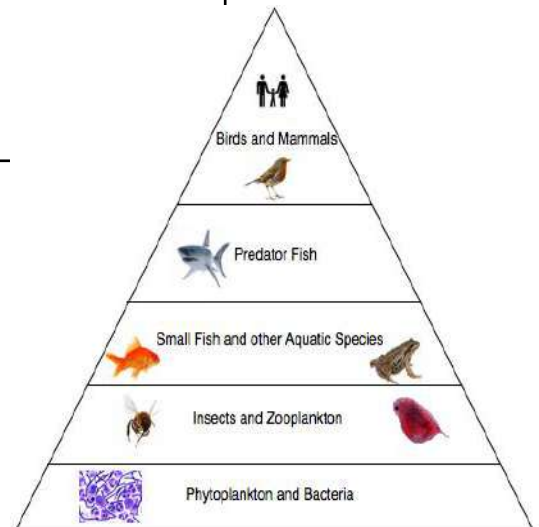 Birds and Mammals
Predator Fish
Small Fish and other Aquatic Species
Insects and Zooplankton
Phytoplankton and Bacteria